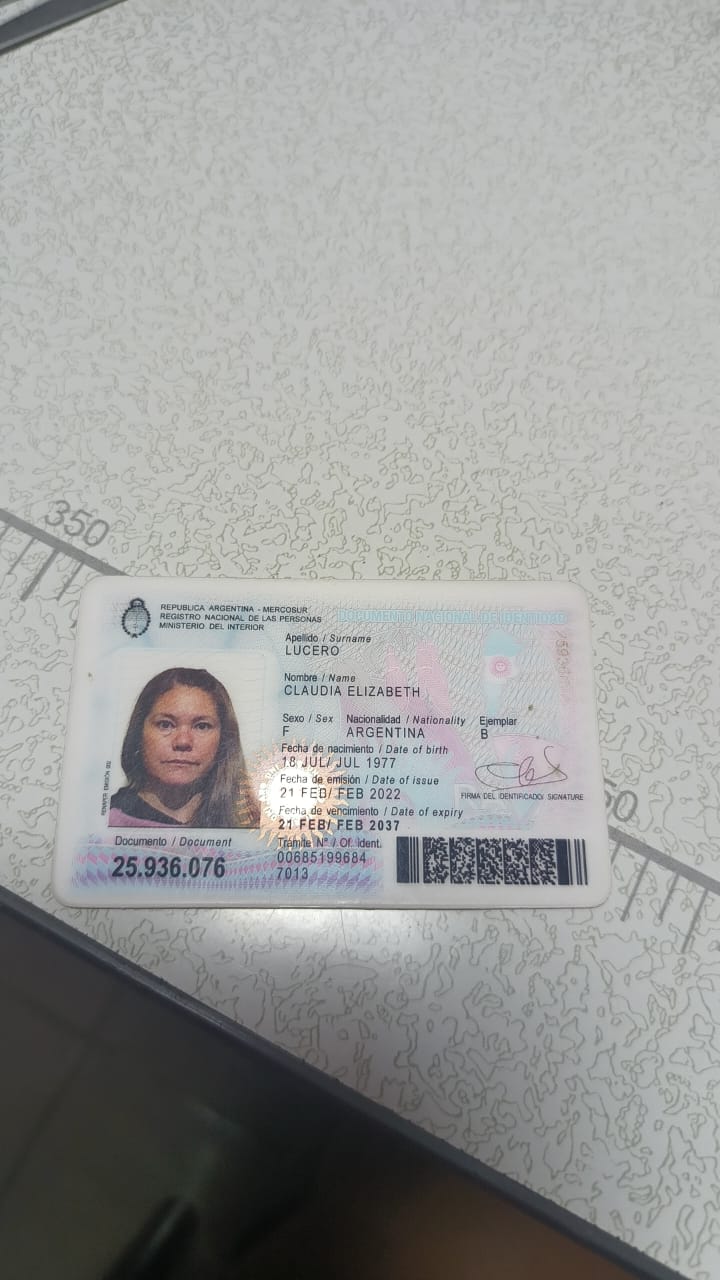 350
REPUBLICA ARGENTINA - MERCOSUR
REGISTRO NACIONAL DE LAS PERSONAS
MINISTERIO DEL INTERIOR
DOCUMENTO NACIONAL DE IDENTIDAD
Apellido / Surname
LUCERO
Nombre / Name
CLAUDIA ELIZABETH
Sexo / Sex Nacionalidad / Nationality Ejemplar
F ARGENTINA B
Fecha de nacimiento / Date of birth
18 JUL/ JUL 1977
Fecha de emisión / Date of issue
21 FEB/ FEB 2022
FIRMA DEL IDENTIFICADO/ SIGNATURE
Fecha de vencimiento / Date of expiry
21 FEB/ FEB 2037
Documento / Document
25.936.076
Trámite N° / Of. ident.
00685199684
7013
50